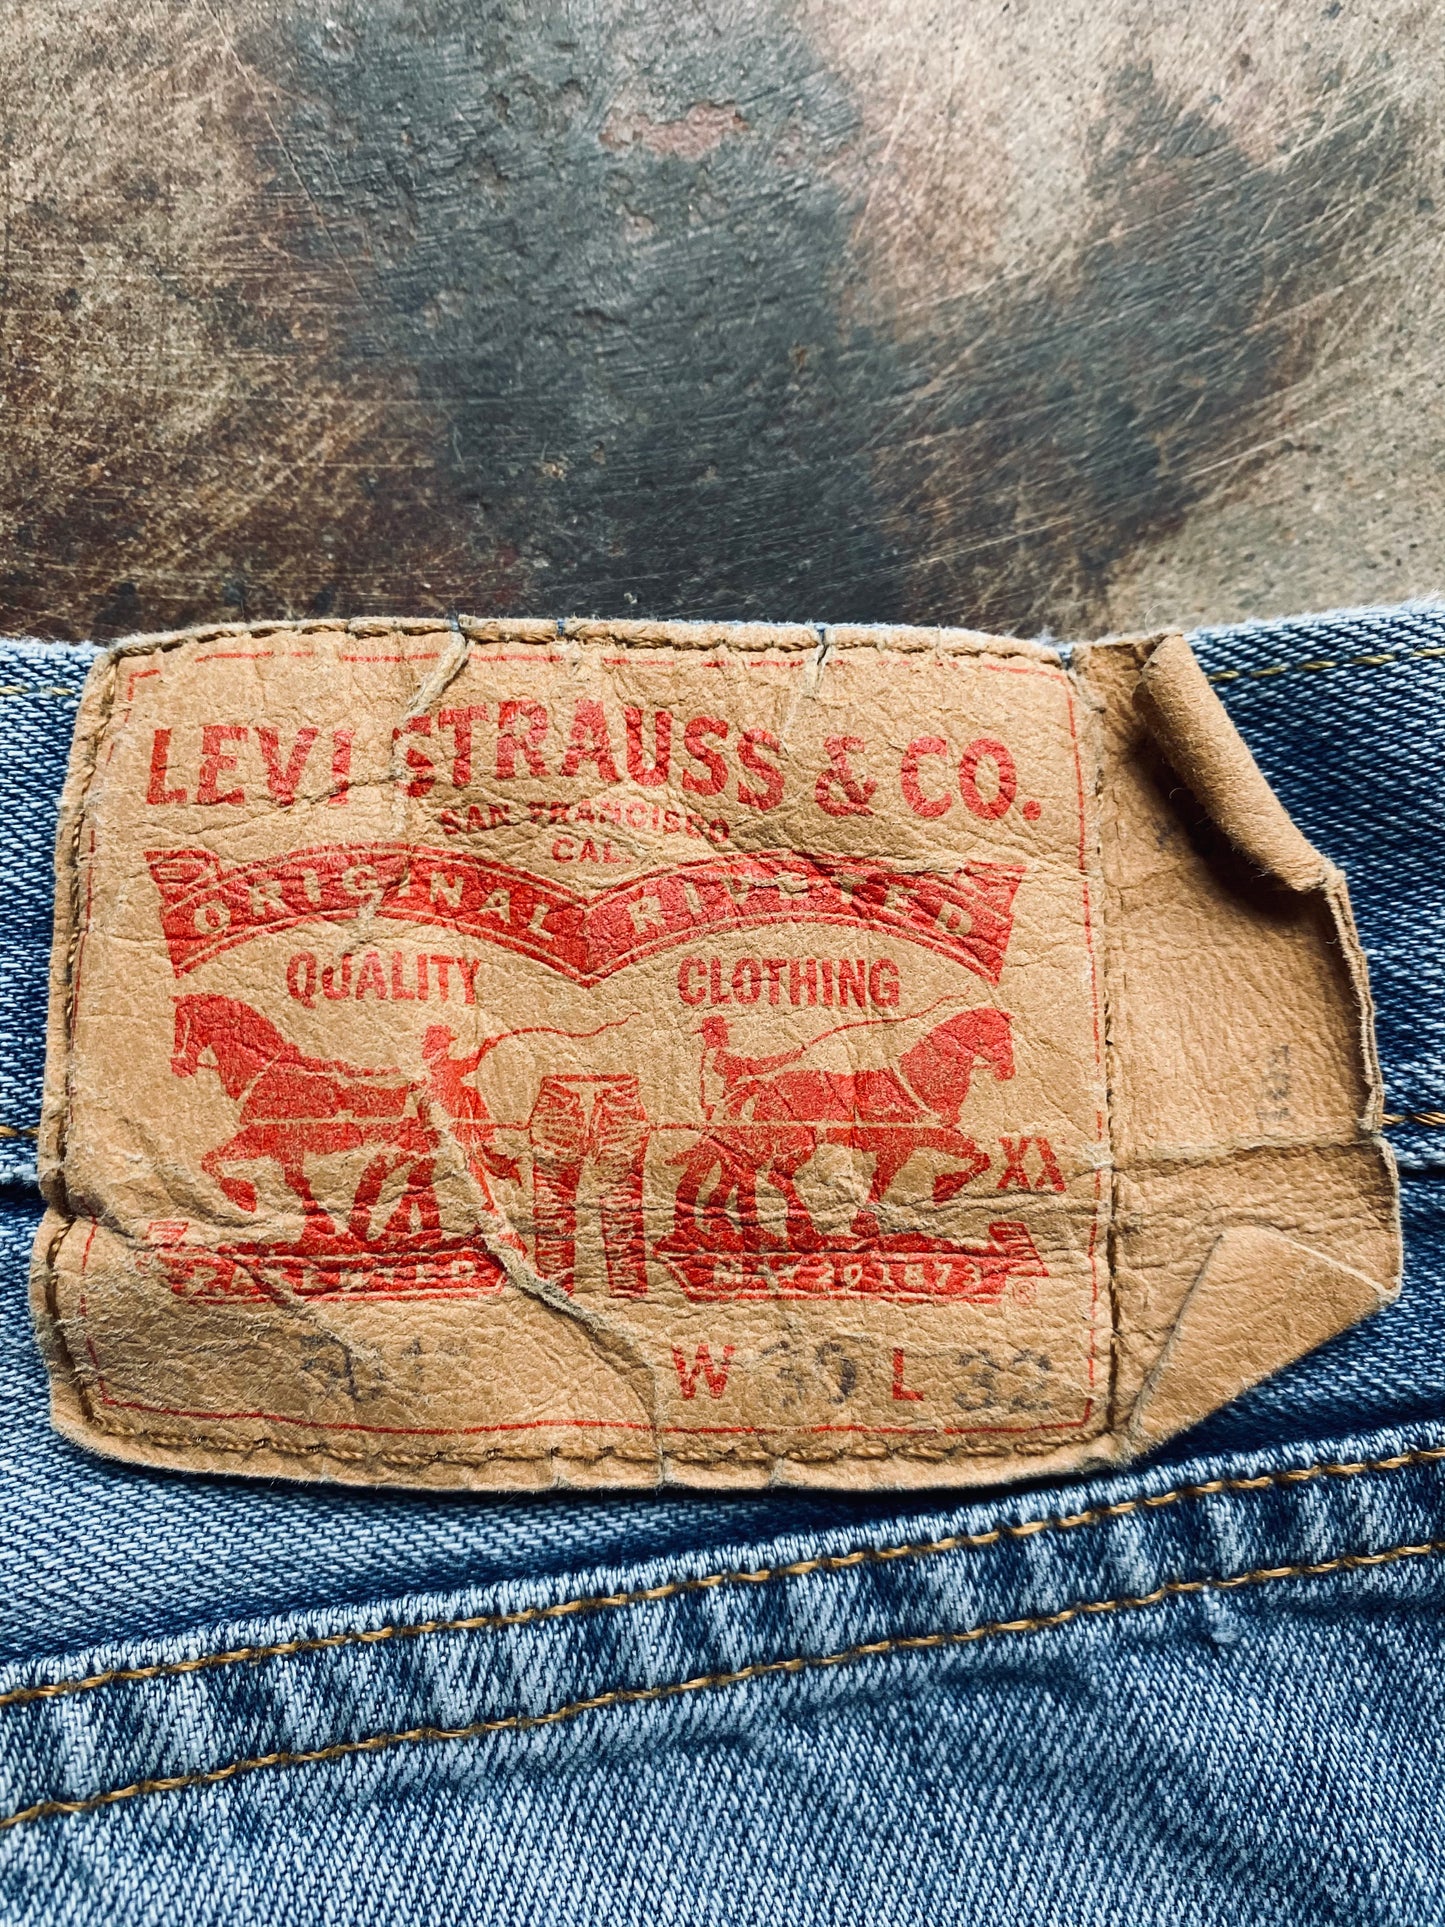 LEVI STRAUSS & CO.
SAN FRANCISCO
CAL.
ORIGINAL RIVETED
QUALITY CLOTHING
XX
PATENTED MAY 20 1873 ®
W L 32